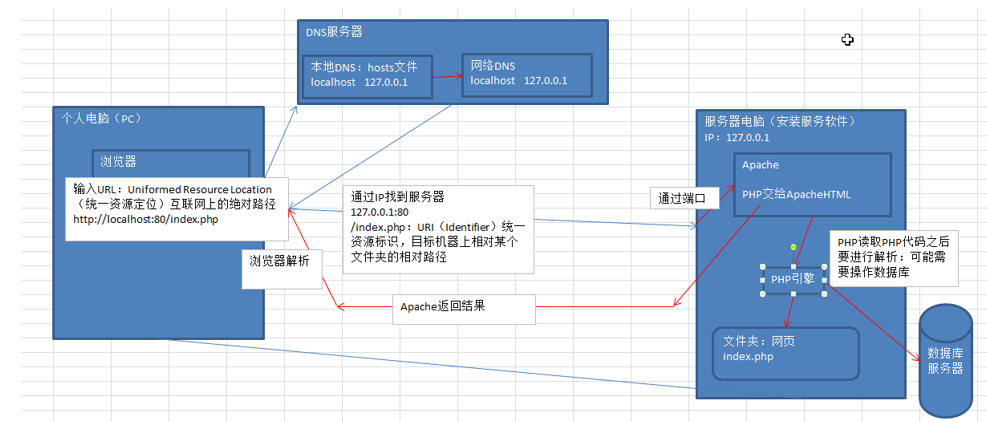 DNS服务器
本地DNS：hosts文件
localhost 127.0.0.1
网络DNS
localhost 127.0.0.1
个人电脑（PC）
浏览器
输入URL：Uniformed Resource Location
（统一资源定位）互联网上的绝对路径
http://localhost:80/index.php
浏览器解析
通过IP找到服务器
127.0.0.1:80
/index.php：URI（Identifier）统一
资源标识，目标机器上相对某个
文件夹的相对路径
Apache返回结果
通过端口
服务器电脑（安装服务软件）
IP：127.0.0.1
Apache
PHP交给ApacheHTML
PHP读取PHP代码之后
要进行解析：可能需
要操作数据库
PHP引擎
文件夹：网页
index.php
数据库
服务器